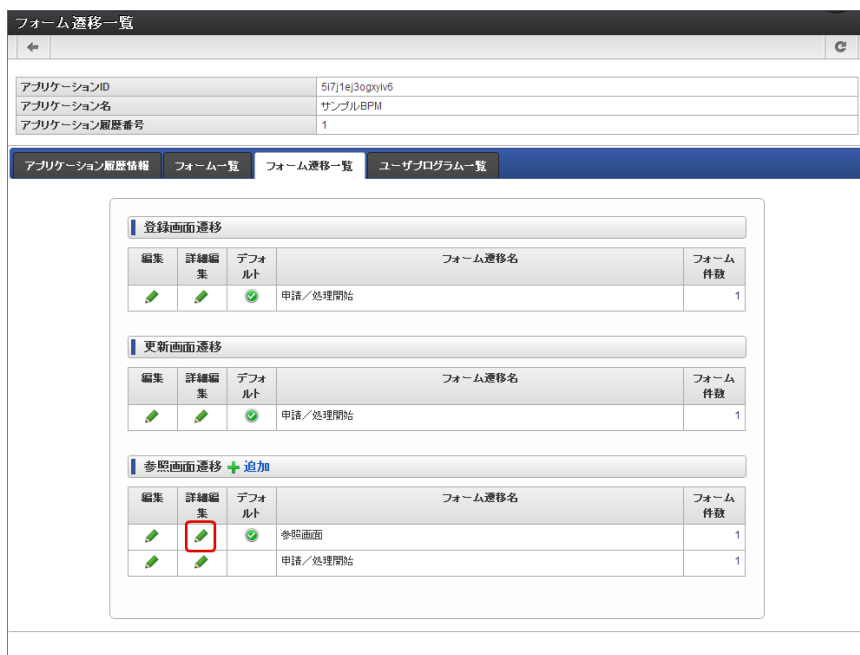 フォーム遷移一覧
アプリケーションID 5i7j1ej3ogxyiv6
アプリケーション名 サンプルBPM
アプリケーション履歴番号 1
アプリケーション履歴情報 フォーム一覧 フォーム遷移一覧 ユーザプログラム一覧
登録画面遷移
編集 詳細編集 デフォルト フォーム遷移名 フォーム件数
申請／処理開始 1
更新画面遷移
編集 詳細編集 デフォルト フォーム遷移名 フォーム件数
申請／処理開始 1
参照画面遷移 追加
編集 詳細編集 デフォルト フォーム遷移名 フォーム件数
参照画面 1
申請／処理開始 1